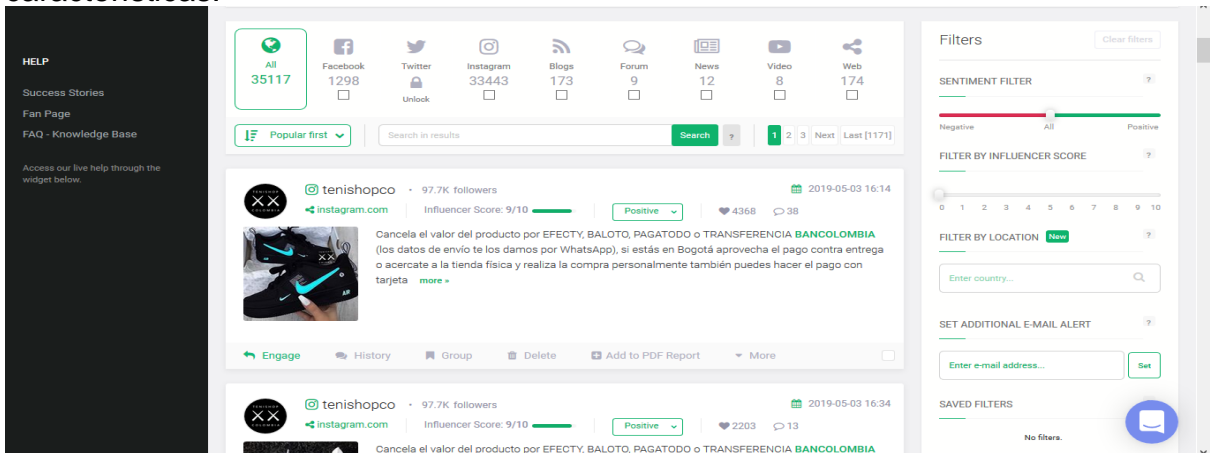 características.
HELP
Success Stories
Fan Page
FAQ - Knowledge Base
Access our live help through the
widget below.
All
35117
Facebook
1298
Twitter
Unlock
Instagram
33443
Blogs
173
Forum
9
News
12
Video
8
Web
174
Popular first
Search in results
Search
?
1 2 3 Next Last [1171]
tenishopco • 97.7K followers
2019-05-03 16:14
instagram.com
Influencer Score: 9/10
Positive
4368
38
Cancela el valor del producto por EFECTY, BALOTO, PAGATODO o TRANSFERENCIA BANCOLOMBIA
(los datos de envío te los damos por WhatsApp), si estás en Bogotá aprovecha el pago contra entrega
o acercate a la tienda física y realiza la compra personalmente también puedes hacer el pago con
tarjeta more »
Engage
History
Group
Delete
Add to PDF Report
More
tenishopco • 97.7K followers
2019-05-03 16:34
instagram.com
Influencer Score: 9/10
Positive
2203
13
Cancela el valor del producto por EFECTY, BALOTO, PAGATODO o TRANSFERENCIA BANCOLOMBIA
Filters
Clear filters
SENTIMENT FILTER ?
Negative All Positive
FILTER BY INFLUENCER SCORE ?
0 1 2 3 4 5 6 7 8 9 10
FILTER BY LOCATION New ?
Enter country...
SET ADDITIONAL E-MAIL ALERT ?
Enter e-mail address...
Set
SAVED FILTERS
No filters.